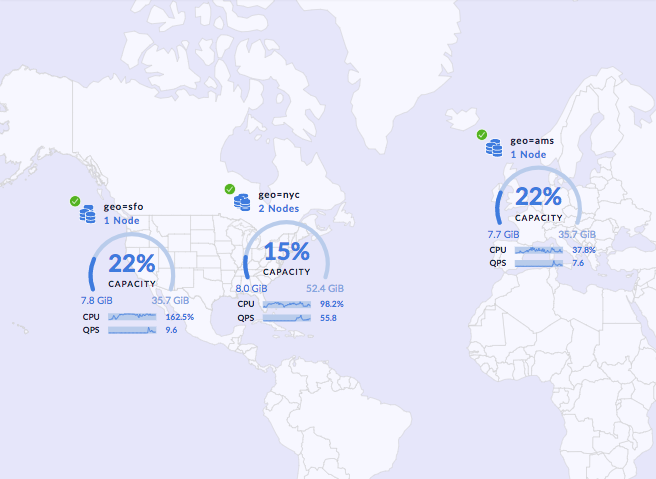 geo=sfo
1 Node
22%
CAPACITY
7.8 GiB 35.7 GiB
CPU 162.5%
QPS 9.6
geo=nyc
2 Nodes
15%
CAPACITY
8.0 GiB 52.4 GiB
CPU 98.2%
QPS 55.8
geo=ams
1 Node
22%
CAPACITY
7.7 GiB 35.7 GiB
CPU 37.8%
QPS 7.6